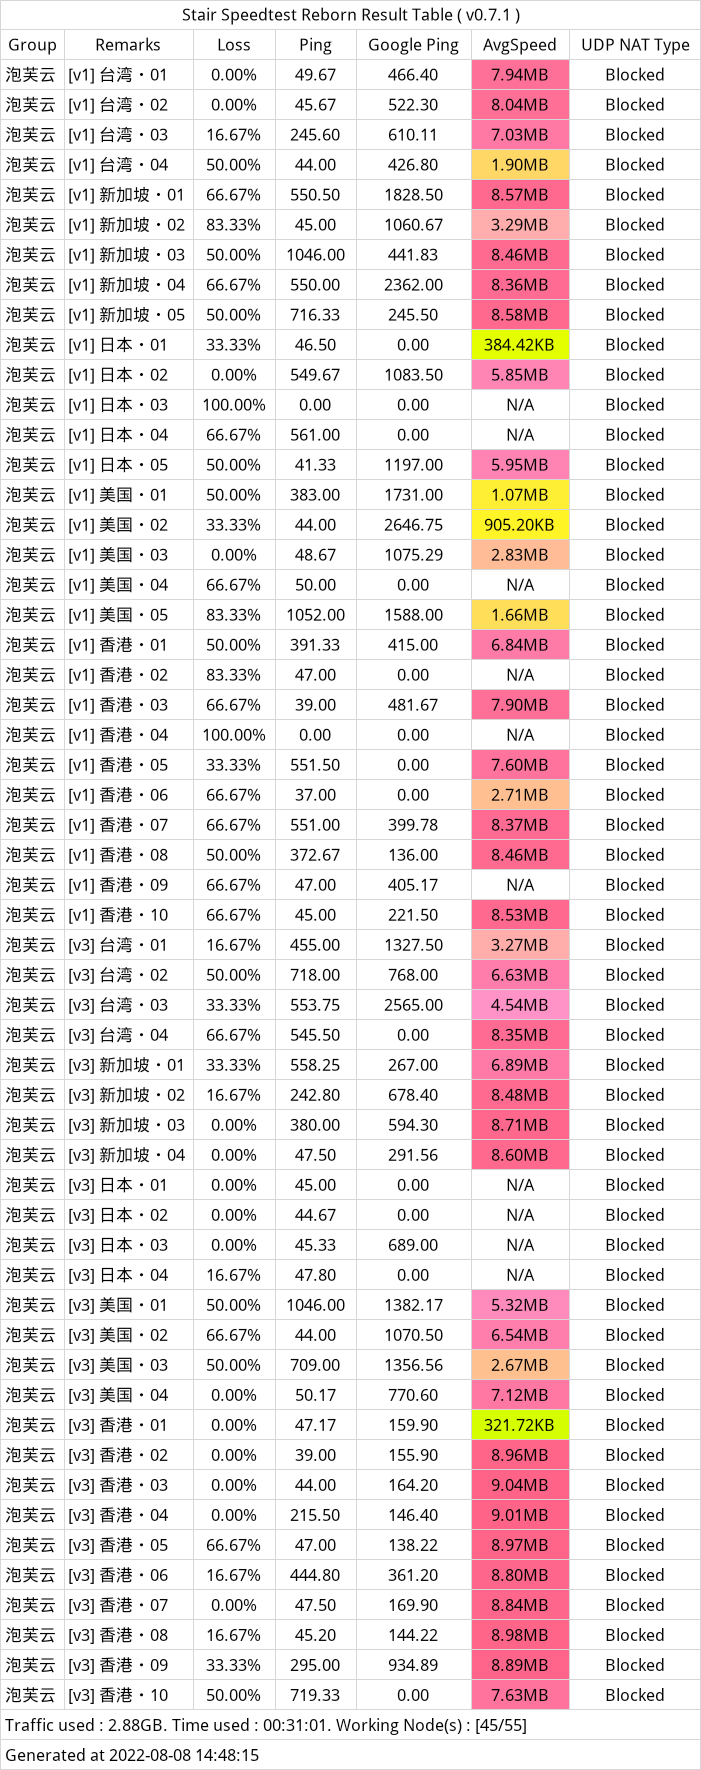 Stair Speedtest Reborn Result Table ( v0.7.1 )
Group Remarks Loss Ping Google Ping AvgSpeed UDP NAT Type
泡芙云 [v1] 台湾・01 0.00% 49.67 466.40 7.94MB Blocked
泡芙云 [v1] 台湾・02 0.00% 45.67 522.30 8.04MB Blocked
泡芙云 [v1] 台湾・03 16.67% 245.60 610.11 7.03MB Blocked
泡芙云 [v1] 台湾・04 50.00% 44.00 426.80 1.90MB Blocked
泡芙云 [v1] 新加坡・01 66.67% 550.50 1828.50 8.57MB Blocked
泡芙云 [v1] 新加坡・02 83.33% 45.00 1060.67 3.29MB Blocked
泡芙云 [v1] 新加坡・03 50.00% 1046.00 441.83 8.46MB Blocked
泡芙云 [v1] 新加坡・04 66.67% 550.00 2362.00 8.36MB Blocked
泡芙云 [v1] 新加坡・05 50.00% 716.33 245.50 8.58MB Blocked
泡芙云 [v1] 日本・01 33.33% 46.50 0.00 384.42KB Blocked
泡芙云 [v1] 日本・02 0.00% 549.67 1083.50 5.85MB Blocked
泡芙云 [v1] 日本・03 100.00% 0.00 0.00 N/A Blocked
泡芙云 [v1] 日本・04 66.67% 561.00 0.00 N/A Blocked
泡芙云 [v1] 日本・05 50.00% 41.33 1197.00 5.95MB Blocked
泡芙云 [v1] 美国・01 50.00% 383.00 1731.00 1.07MB Blocked
泡芙云 [v1] 美国・02 33.33% 44.00 2646.75 905.20KB Blocked
泡芙云 [v1] 美国・03 0.00% 48.67 1075.29 2.83MB Blocked
泡芙云 [v1] 美国・04 66.67% 50.00 0.00 N/A Blocked
泡芙云 [v1] 美国・05 83.33% 1052.00 1588.00 1.66MB Blocked
泡芙云 [v1] 香港・01 50.00% 391.33 415.00 6.84MB Blocked
泡芙云 [v1] 香港・02 83.33% 47.00 0.00 N/A Blocked
泡芙云 [v1] 香港・03 66.67% 39.00 481.67 7.90MB Blocked
泡芙云 [v1] 香港・04 100.00% 0.00 0.00 N/A Blocked
泡芙云 [v1] 香港・05 33.33% 551.50 0.00 7.60MB Blocked
泡芙云 [v1] 香港・06 66.67% 37.00 0.00 2.71MB Blocked
泡芙云 [v1] 香港・07 66.67% 551.00 399.78 8.37MB Blocked
泡芙云 [v1] 香港・08 50.00% 372.67 136.00 8.46MB Blocked
泡芙云 [v1] 香港・09 66.67% 47.00 405.17 N/A Blocked
泡芙云 [v1] 香港・10 66.67% 45.00 221.50 8.53MB Blocked
泡芙云 [v3] 台湾・01 16.67% 455.00 1327.50 3.27MB Blocked
泡芙云 [v3] 台湾・02 50.00% 718.00 768.00 6.63MB Blocked
泡芙云 [v3] 台湾・03 33.33% 553.75 2565.00 4.54MB Blocked
泡芙云 [v3] 台湾・04 66.67% 545.50 0.00 8.35MB Blocked
泡芙云 [v3] 新加坡・01 33.33% 558.25 267.00 6.89MB Blocked
泡芙云 [v3] 新加坡・02 16.67% 242.80 678.40 8.48MB Blocked
泡芙云 [v3] 新加坡・03 0.00% 380.00 594.30 8.71MB Blocked
泡芙云 [v3] 新加坡・04 0.00% 47.50 291.56 8.60MB Blocked
泡芙云 [v3] 日本・01 0.00% 45.00 0.00 N/A Blocked
泡芙云 [v3] 日本・02 0.00% 44.67 0.00 N/A Blocked
泡芙云 [v3] 日本・03 0.00% 45.33 689.00 N/A Blocked
泡芙云 [v3] 日本・04 16.67% 47.80 0.00 N/A Blocked
泡芙云 [v3] 美国・01 50.00% 1046.00 1382.17 5.32MB Blocked
泡芙云 [v3] 美国・02 66.67% 44.00 1070.50 6.54MB Blocked
泡芙云 [v3] 美国・03 50.00% 709.00 1356.56 2.67MB Blocked
泡芙云 [v3] 美国・04 0.00% 50.17 770.60 7.12MB Blocked
泡芙云 [v3] 香港・01 0.00% 47.17 159.90 321.72KB Blocked
泡芙云 [v3] 香港・02 0.00% 39.00 155.90 8.96MB Blocked
泡芙云 [v3] 香港・03 0.00% 44.00 164.20 9.04MB Blocked
泡芙云 [v3] 香港・04 0.00% 215.50 146.40 9.01MB Blocked
泡芙云 [v3] 香港・05 66.67% 47.00 138.22 8.97MB Blocked
泡芙云 [v3] 香港・06 16.67% 444.80 361.20 8.80MB Blocked
泡芙云 [v3] 香港・07 0.00% 47.50 169.90 8.84MB Blocked
泡芙云 [v3] 香港・08 16.67% 45.20 144.22 8.98MB Blocked
泡芙云 [v3] 香港・09 33.33% 295.00 934.89 8.89MB Blocked
泡芙云 [v3] 香港・10 50.00% 719.33 0.00 7.63MB Blocked
Traffic used : 2.88GB. Time used : 00:31:01. Working Node(s) : [45/55]
Generated at 2022-08-08 14:48:15